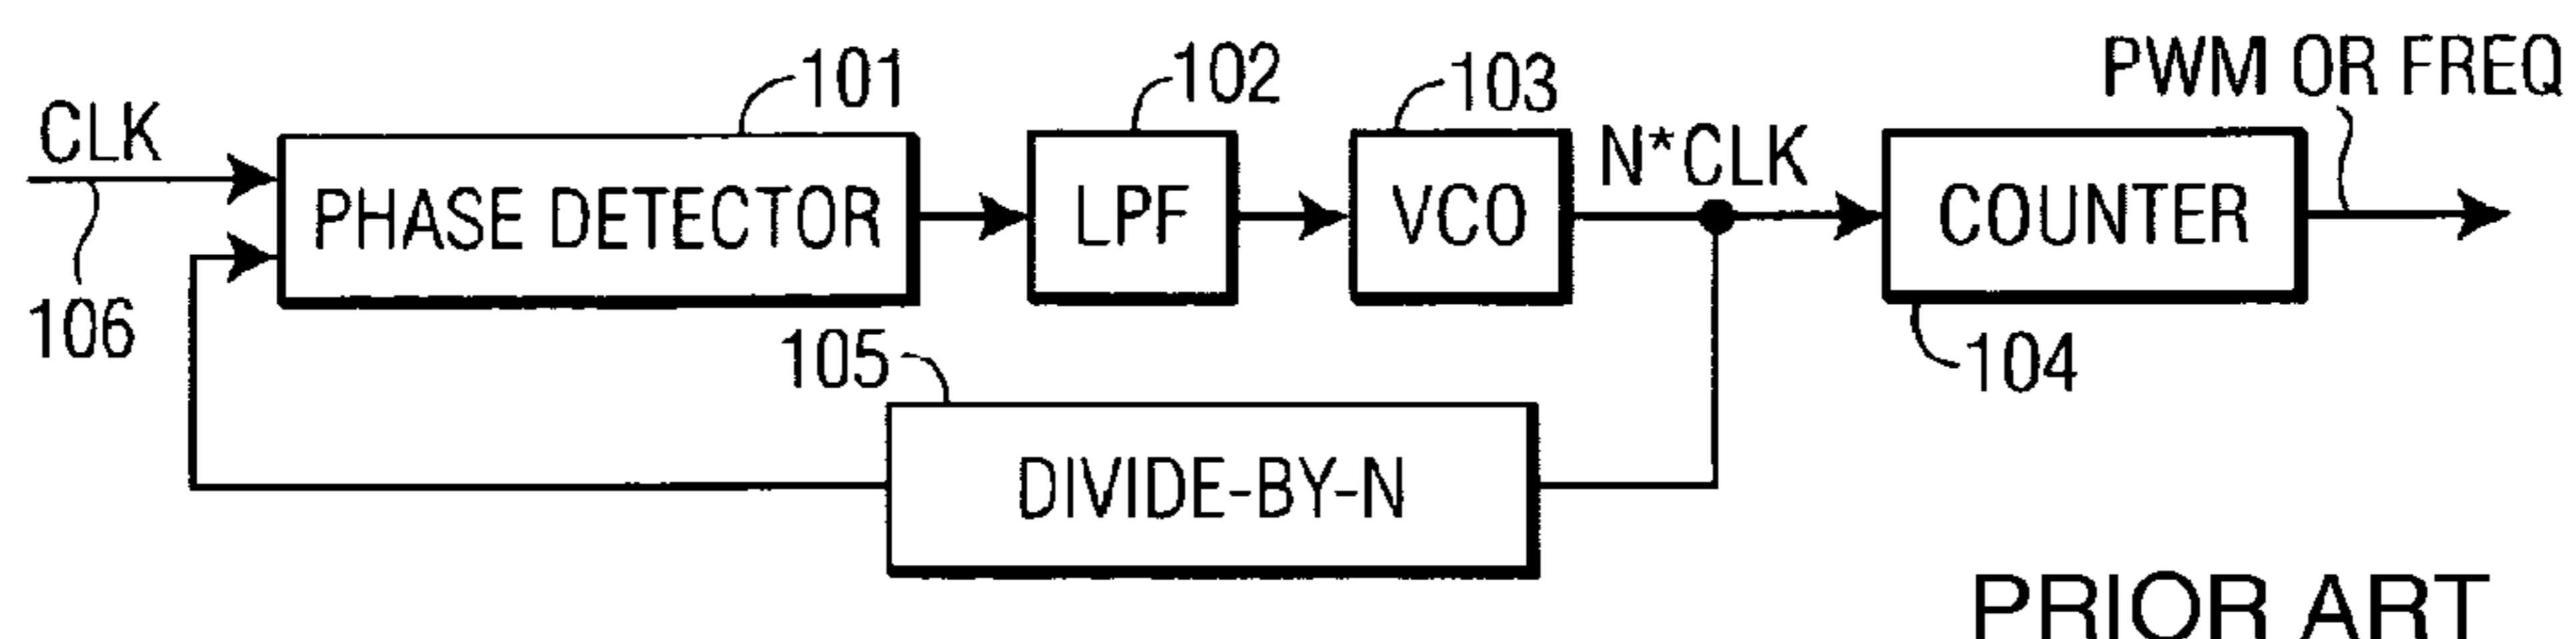 PWM OR FREQ
101
102
103
CLK
N*CLK
PHASE DETECTOR
LPF
VCO
COUNTER
106
105
104
DIVIDE-BY-N
PRIOR ART